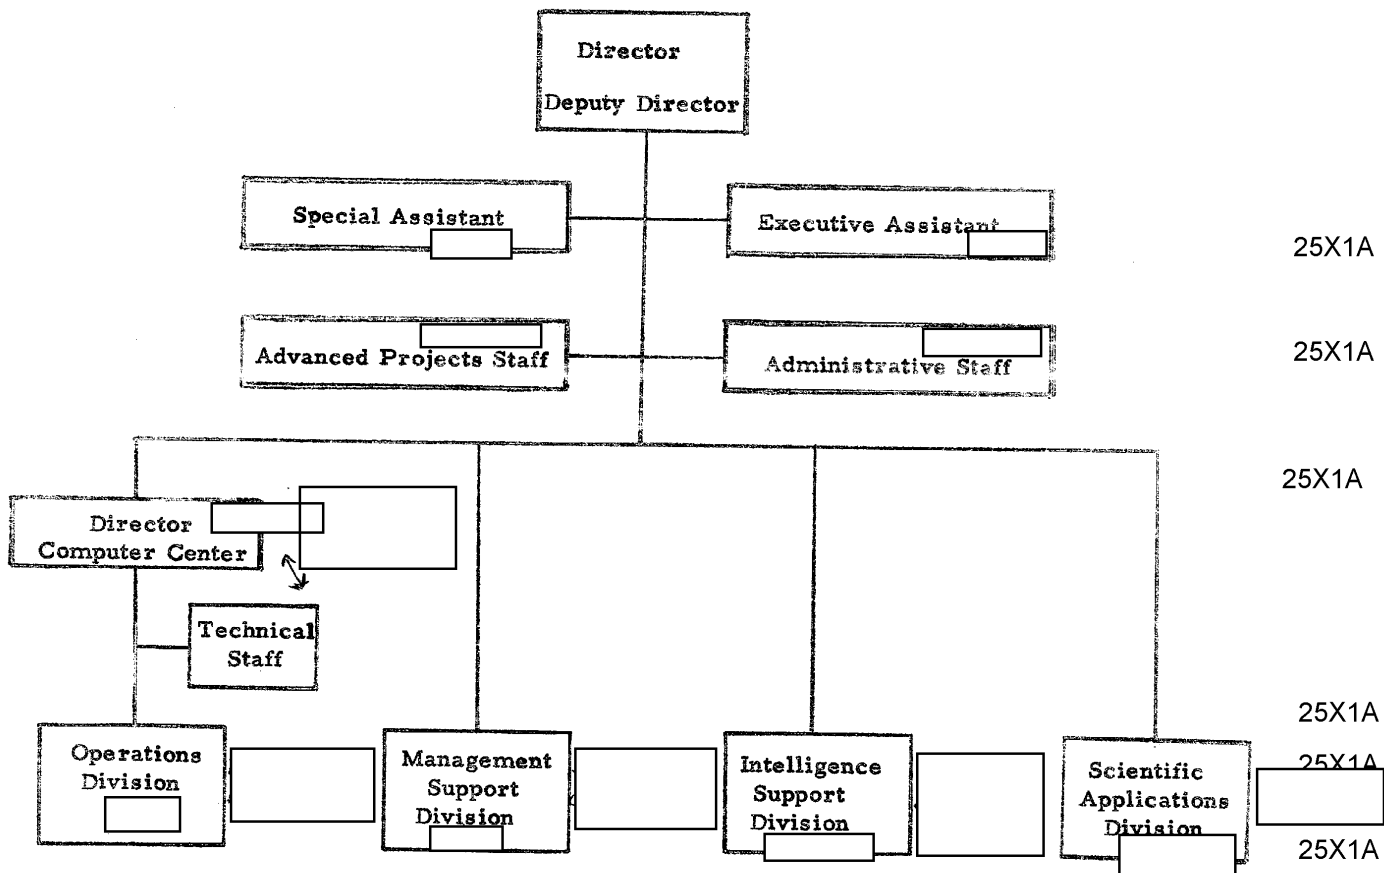 Director
Deputy Director
Special Assistant
Executive Assistant
25X1A
Advanced Projects Staff
Administrative Staff
25X1A
25X1A
Director
Computer Center
Technical
Staff
25X1A
Operations
Division
Management
Support
Division
Intelligence
Support
Division
25X1A
Scientific
Applications
Division
25X1A